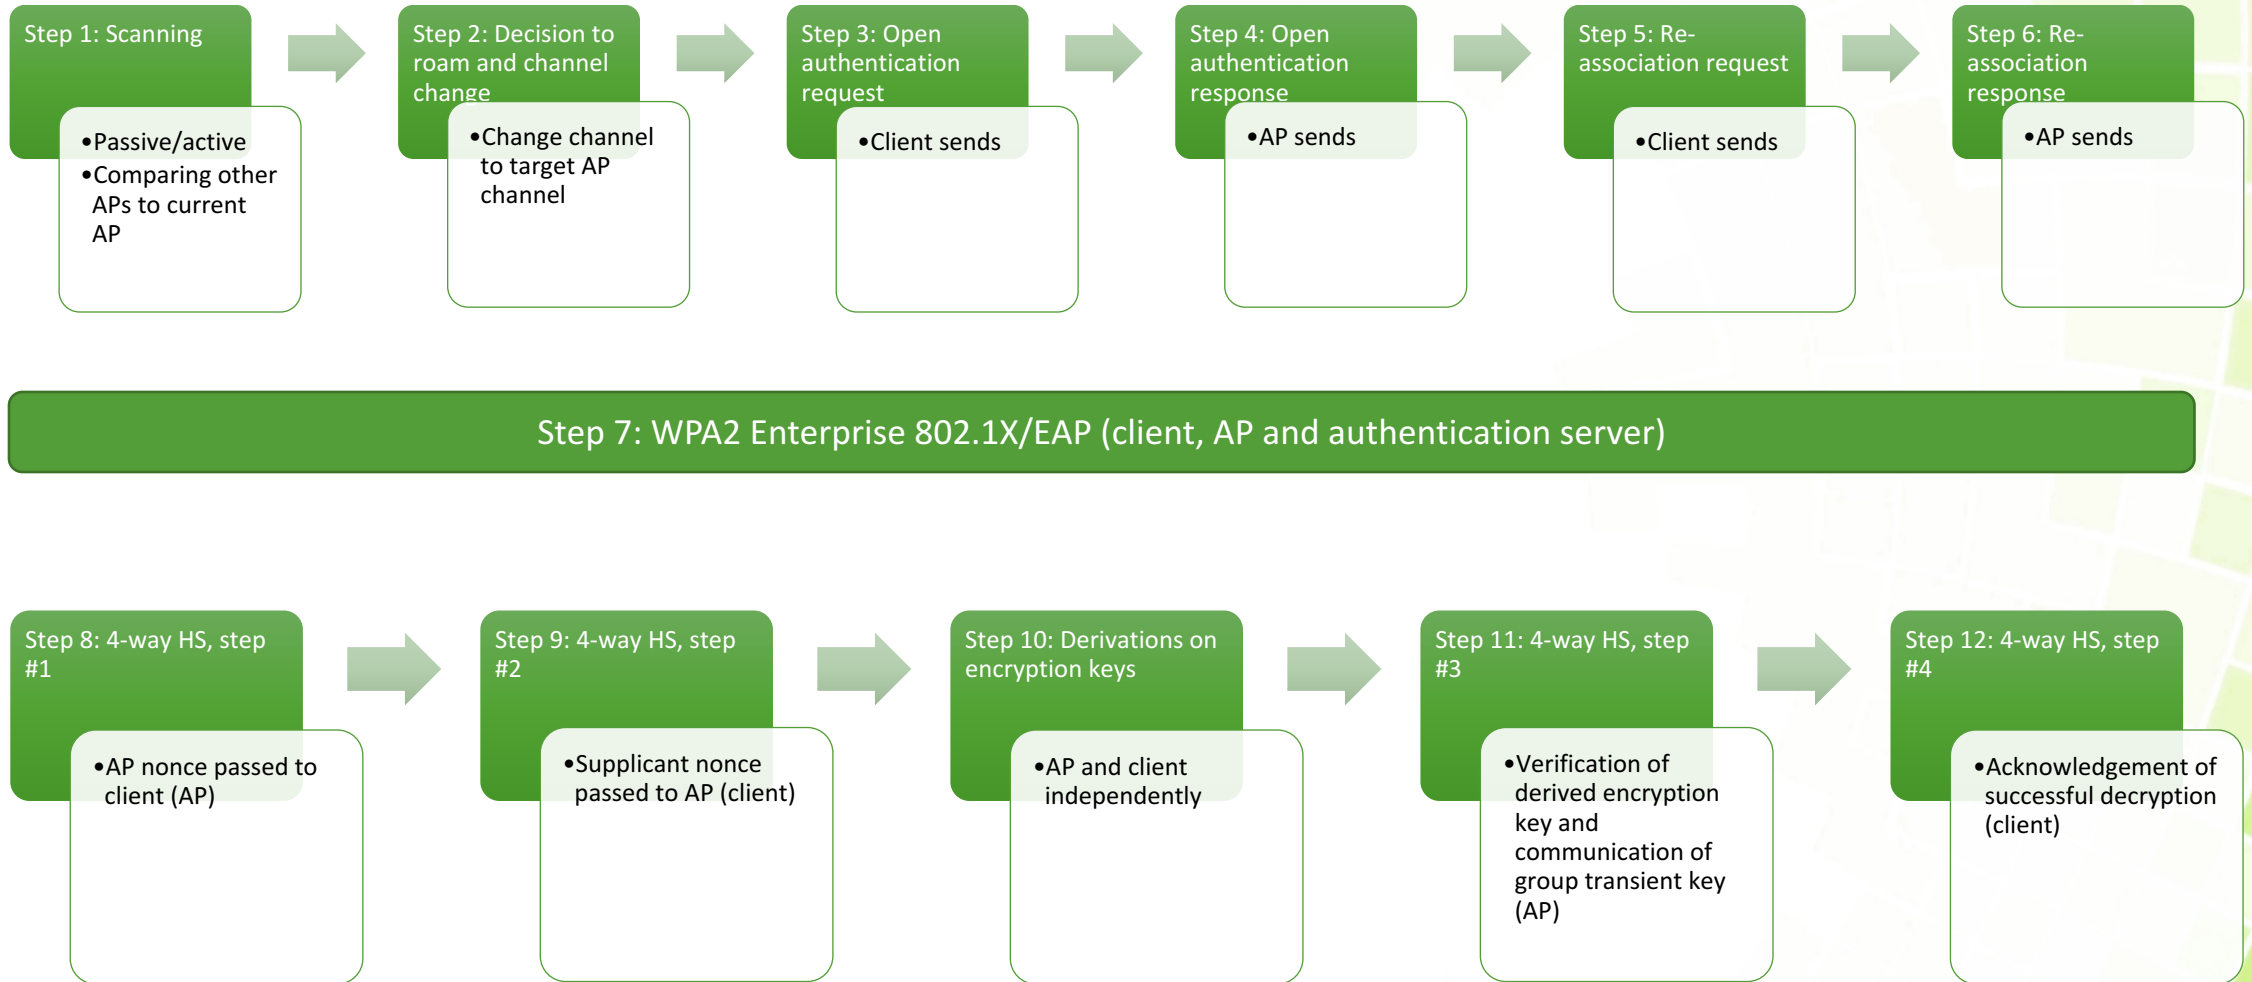 Step 1: Scanning
•Passive/active
•Comparing other
APs to current
AP
Step 2: Decision to
roam and channel
change
•Change channel
to target AP
channel
Step 3: Open
authentication
request
•Client sends
Step 4: Open
authentication
response
•AP sends
Step 5: Re-
association request
•Client sends
Step 6: Re-
association
response
•AP sends
Step 7: WPA2 Enterprise 802.1X/EAP (client, AP and authentication server)
Step 8: 4-way HS, step
#1
•AP nonce passed to
client (AP)
Step 9: 4-way HS, step
#2
•Supplicant nonce
passed to AP (client)
Step 10: Derivations on
encryption keys
•AP and client
independently
Step 11: 4-way HS, step
#3
•Verification of
derived encryption
key and
communication of
group transient key
(AP)
Step 12: 4-way HS, step
#4
•Acknowledgement of
successful decryption
(client)